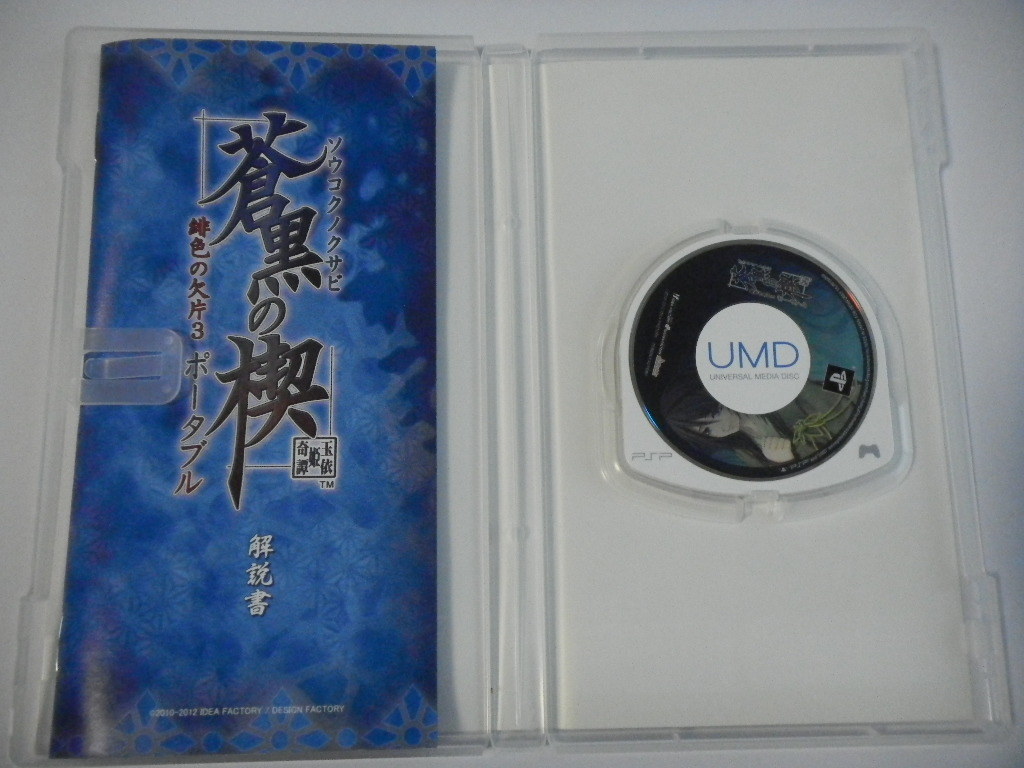 蒼黒の楔
ソウコクノクサビ
緋色の欠片3 ポータブル
玉依
姫
奇譚
TM
解説書
©2010-2012 IDEA FACTORY / DESIGN FACTORY
UMD
UNIVERSAL MEDIA DISC
PSP